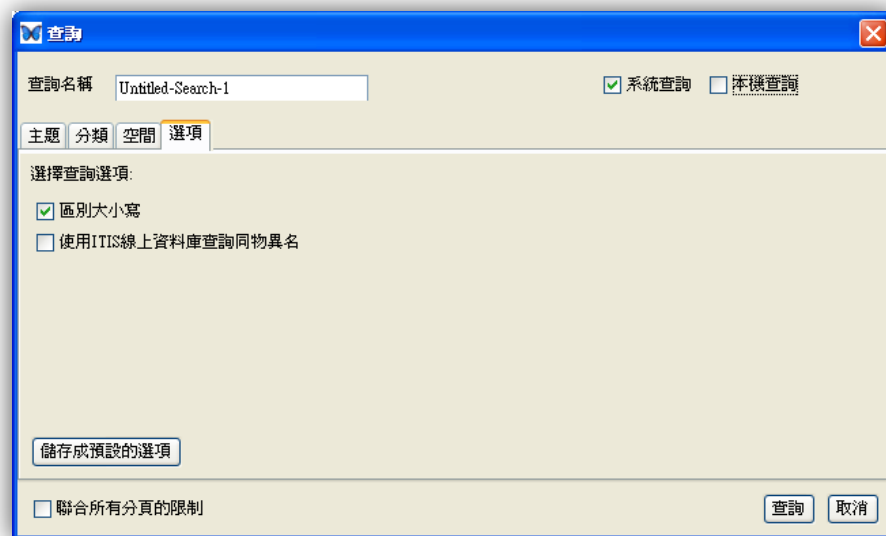 查詢
查詢名稱 Untitled-Search-1 系統查詢 本機查詢
主題 分類 空間 選項
選擇查詢選項:
區別大小寫
使用ITIS線上資料庫查詢同物異名
儲存成預設的選項
聯合所有分頁的限制 查詢 取消